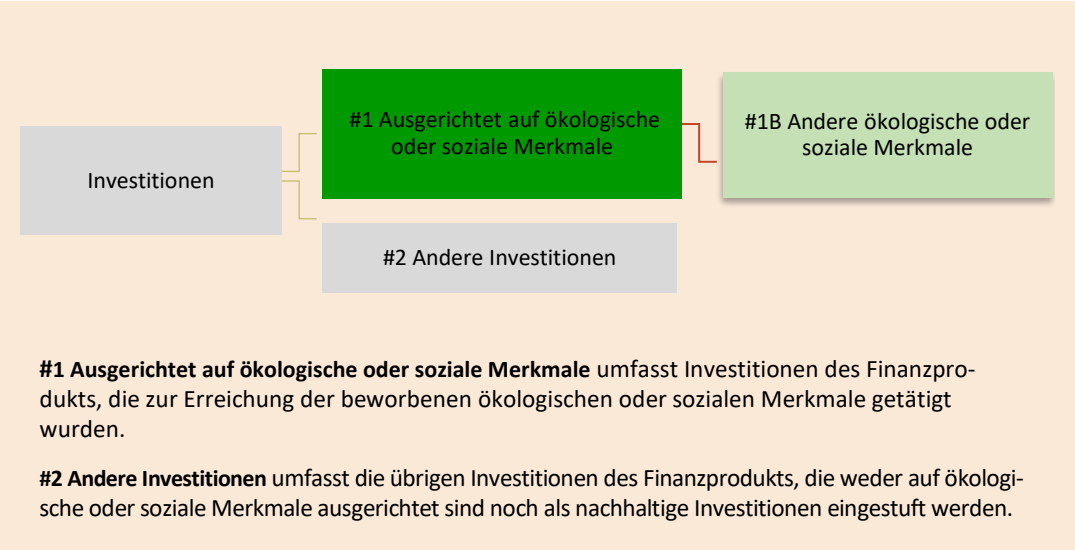 #1 Ausgerichtet auf ökologische
oder soziale Merkmale
#1B Andere ökologische oder
soziale Merkmale
Investitionen
#2 Andere Investitionen
#1 Ausgerichtet auf ökologische oder soziale Merkmale umfasst Investitionen des Finanzpro-
dukts, die zur Erreichung der beworbenen ökologischen oder sozialen Merkmale getätigt
wurden.
#2 Andere Investitionen umfasst die übrigen Investitionen des Finanzprodukts, die weder auf ökologi-
sche oder soziale Merkmale ausgerichtet sind noch als nachhaltige Investitionen eingestuft werden.